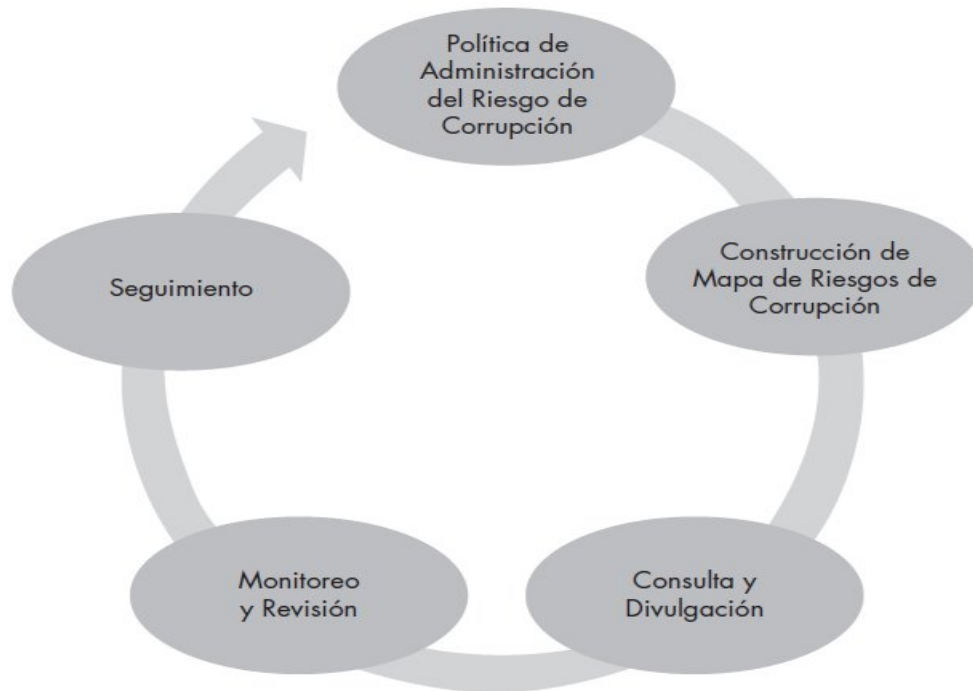 Política de
Administración
del Riesgo de
Corrupción
Construcción de
Mapa de Riesgos de
Corrupción
Consulta y
Divulgación
Monitoreo
y Revisión
Seguimiento